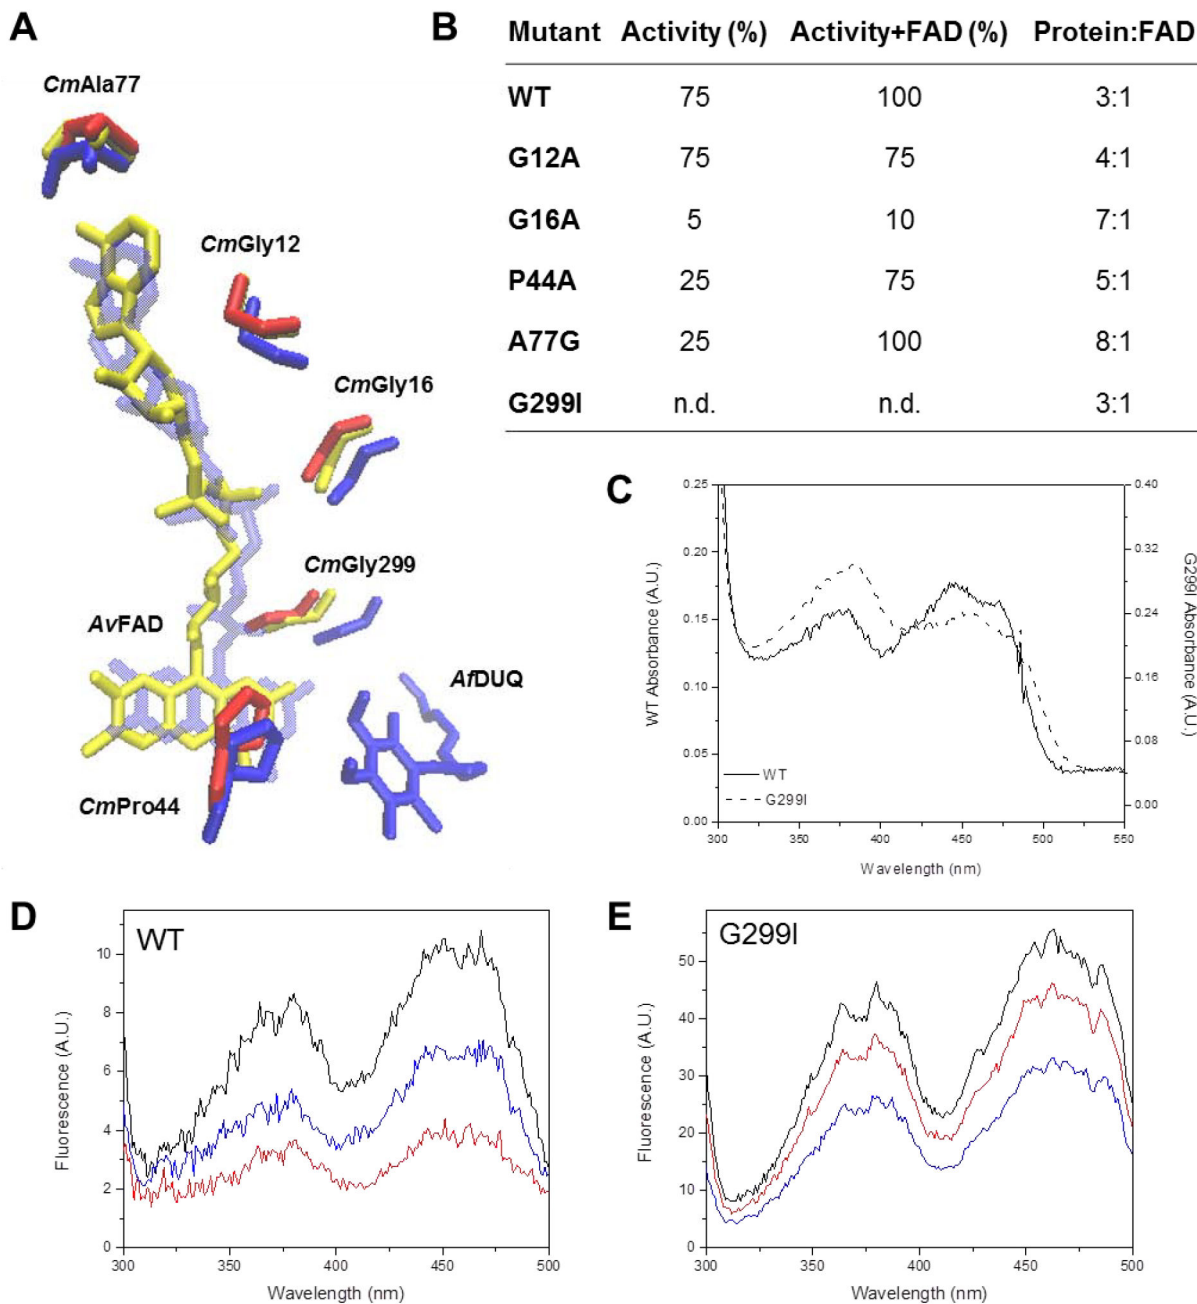 A
CmAla77
CmGly12
CmGly16
CmGly299
AvFAD
AfDUQ
CmPro44
B
Mutant Activity (%) Activity+FAD (%) Protein:FAD
WT 75 100 3:1
G12A 75 75 4:1
G16A 5 10 7:1
P44A 25 75 5:1
A77G 25 100 8:1
G299I n.d. n.d. 3:1
C
0.25
0.20
0.15
0.10
0.05
0.00
WT Absorbance (A.U.)
0.40
0.32
0.24
0.16
0.08
0.00
G299I Absorbance (A.U.)
WT
G299I
300 350 400 450 500 550
Wavelength (nm)
D
WT
10
8
6
4
2
0
Fluorescence (A.U.)
300 350 400 450 500
Wavelength (nm)
E
G299I
50
40
30
20
10
0
Fluorescence (A.U.)
300 350 400 450 500
Wavelength (nm)